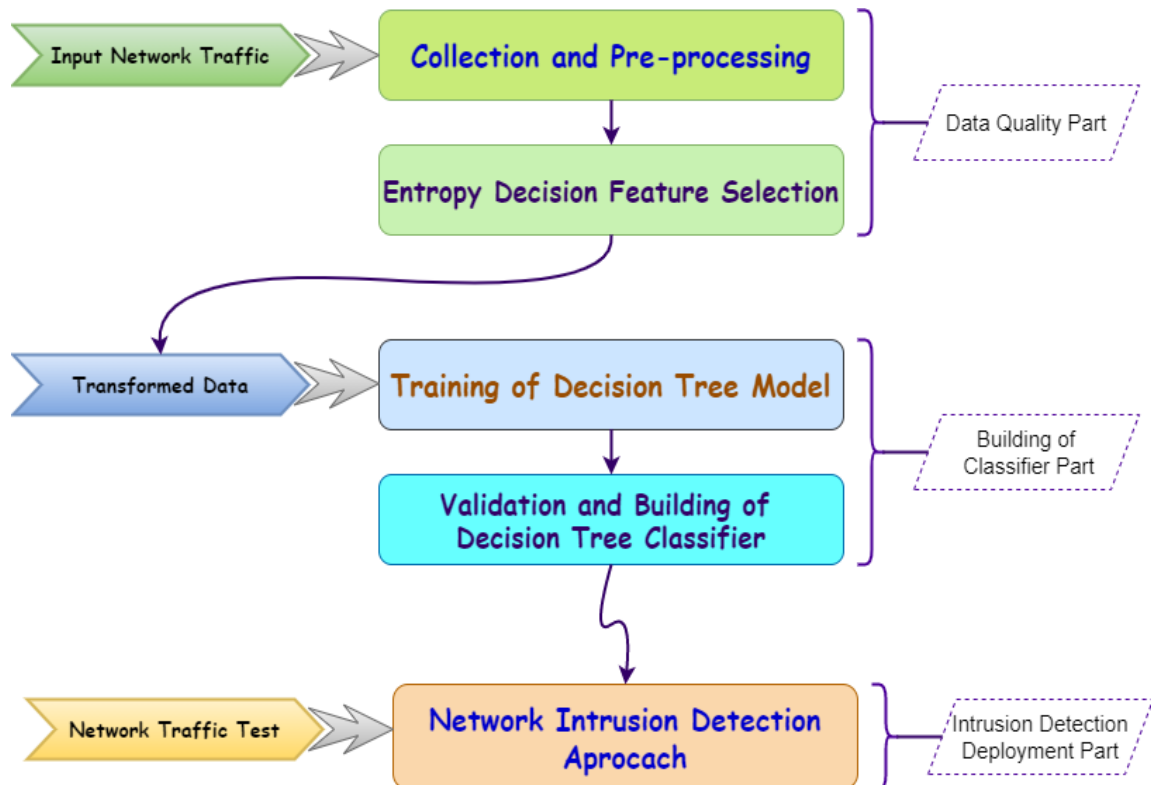 Input Network Traffic
Collection and Pre-processing
Data Quality Part
Entropy Decision Feature Selection
Transformed Data
Training of Decision Tree Model
Building of
Classifier Part
Validation and Building of
Decision Tree Classifier
Network Traffic Test
Network Intrusion Detection
Aprocach
Intrusion Detection
Deployment Part